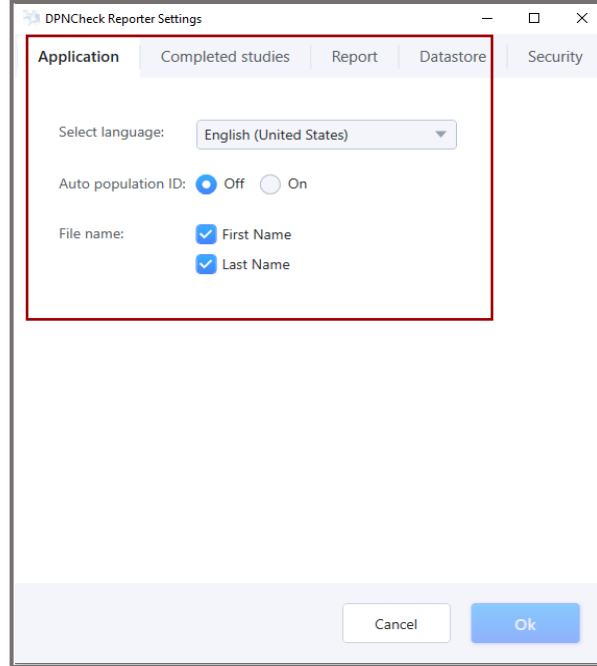 DPNCheck Reporter Settings
Application Completed studies Report Datastore Security
Select language: English (United States)
Auto population ID: Off On
File name: First Name
Last Name
Cancel Ok